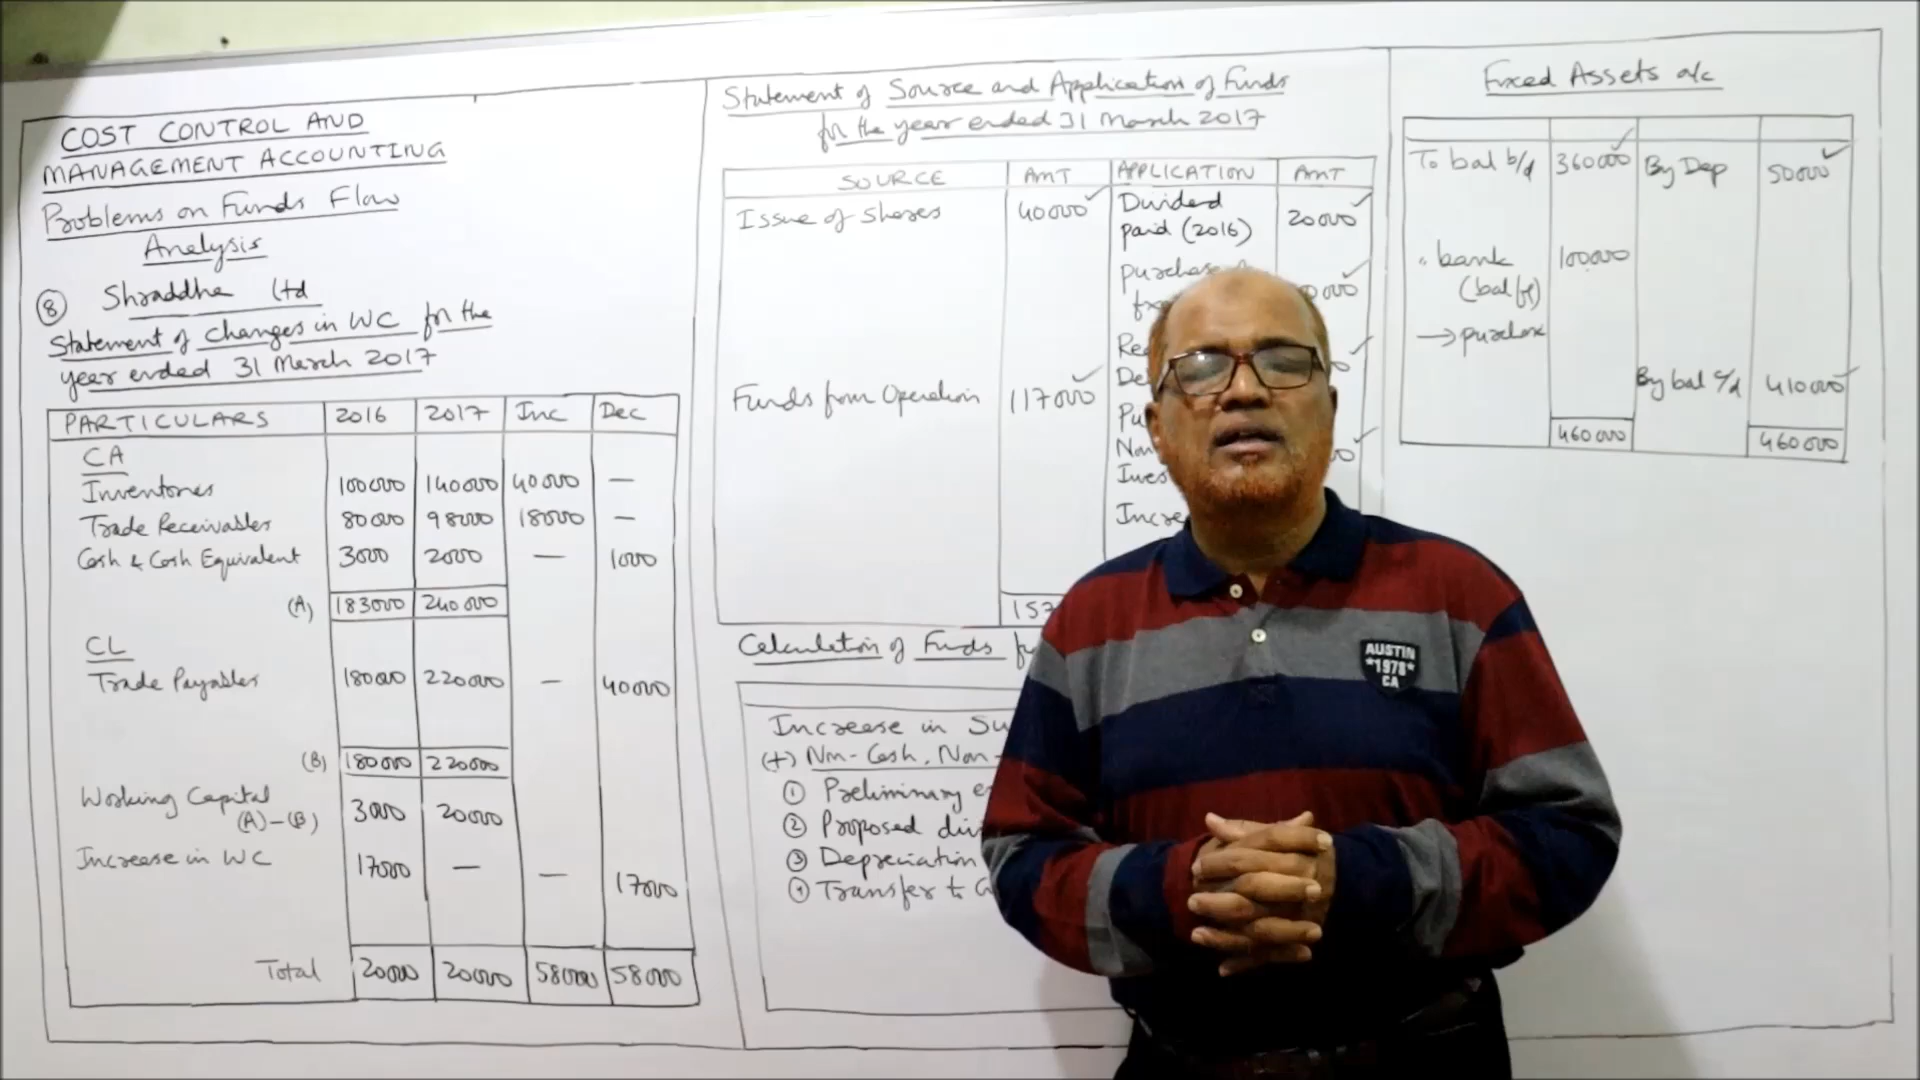 COST CONTROL AND
MANAGEMENT ACCOUNTING
Problems on Funds Flow
Analysis
8 Shraddha Ltd
Statement of Changes in WC for the
year ended 31 March 2017
PARTICULARS 2016 2017 Inc Dec
CA
Inventories 100000 140000 40000 —
Trade Receivables 80000 98000 18000 —
Cash & Cash Equivalent 3000 2000 — 1000
(A) 183000 240000
CL
Trade Payables 180000 220000 — 40000
(B) 180000 220000
Working Capital
(A)-(B) 3000 20000
Increase in WC 17000 — — 17000
Total 20000 20000 58000 58000
Statement of Source and Application of Funds
for the year ended 31 March 2017
SOURCE AMT APPLICATION AMT
Issue of Shares 40000 Dividend
paid (2016) 20000
purchase
Funds from Operation 117000
Calculation of Funds
Increase in
(+) Non-Cash, Non-
1 Preliminary
2 Proposed
3 Depreciation
4 Transfer to
Fixed Assets a/c
To bal b/d 360000 By Dep 50000
" bank 100000
(bal f)
→ purchase
By bal c/d 410000
460000 460000
AUSTIN
*1978*
CA